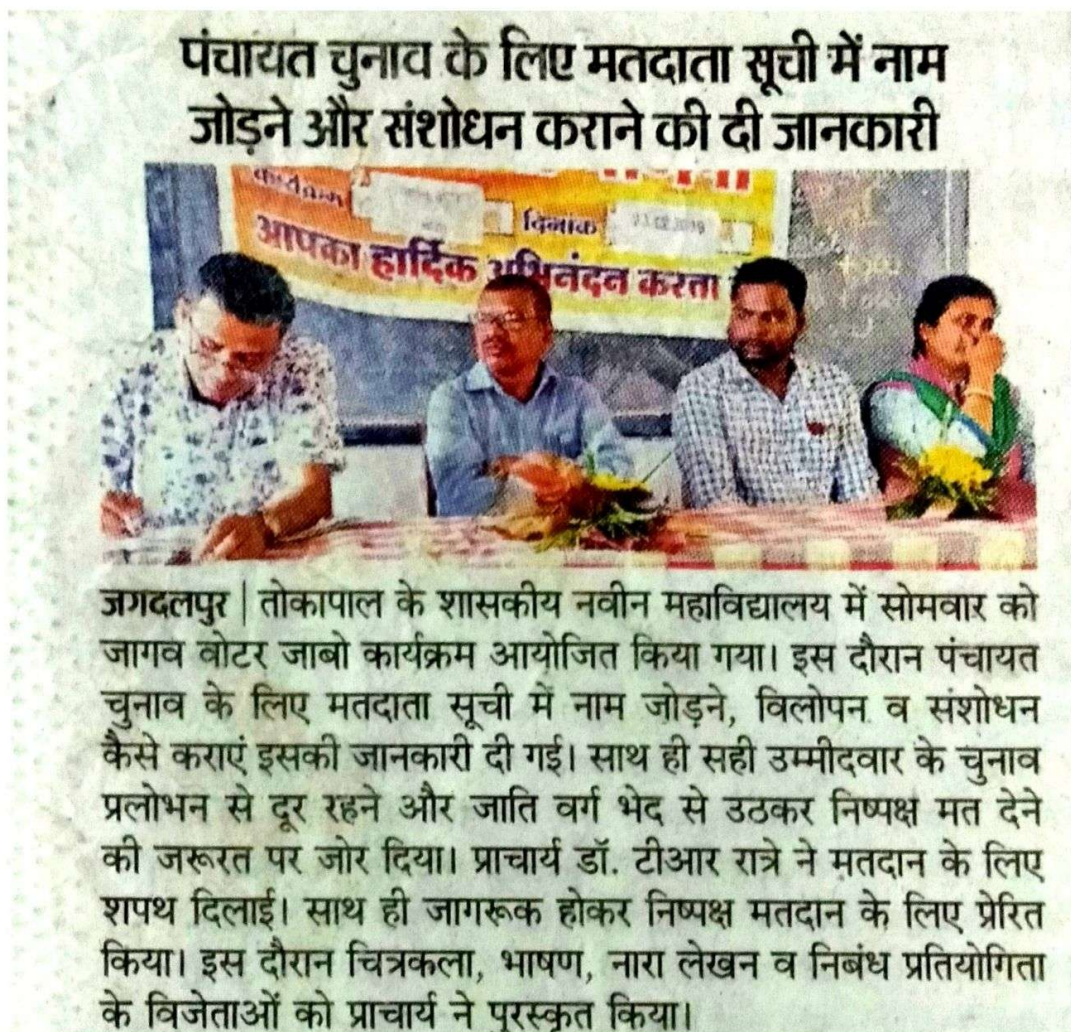 पंचायत चुनाव के लिए मतदाता सूची में नाम
जोड़ने और संशोधन कराने की दी जानकारी
कार्यक्रम
दिनांक
आपका हार्दिक अभिनंदन करता
जगदलपुर | तोकापाल के शासकीय नवीन महाविद्यालय में सोमवार को
जागव वोटर जाबो कार्यक्रम आयोजित किया गया। इस दौरान पंचायत
चुनाव के लिए मतदाता सूची में नाम जोड़ने, विलोपन व संशोधन
कैसे कराएं इसकी जानकारी दी गई। साथ ही सही उम्मीदवार के चुनाव
प्रलोभन से दूर रहने और जाति वर्ग भेद से उठकर निष्पक्ष मत देने
की जरूरत पर जोर दिया। प्राचार्य डॉ. टीआर रात्रे ने मतदान के लिए
शपथ दिलाई। साथ ही जागरूक होकर निष्पक्ष मतदान के लिए प्रेरित
किया। इस दौरान चित्रकला, भाषण, नारा लेखन व निबंध प्रतियोगिता
के विजेताओं को प्राचार्य ने पुरस्कृत किया।